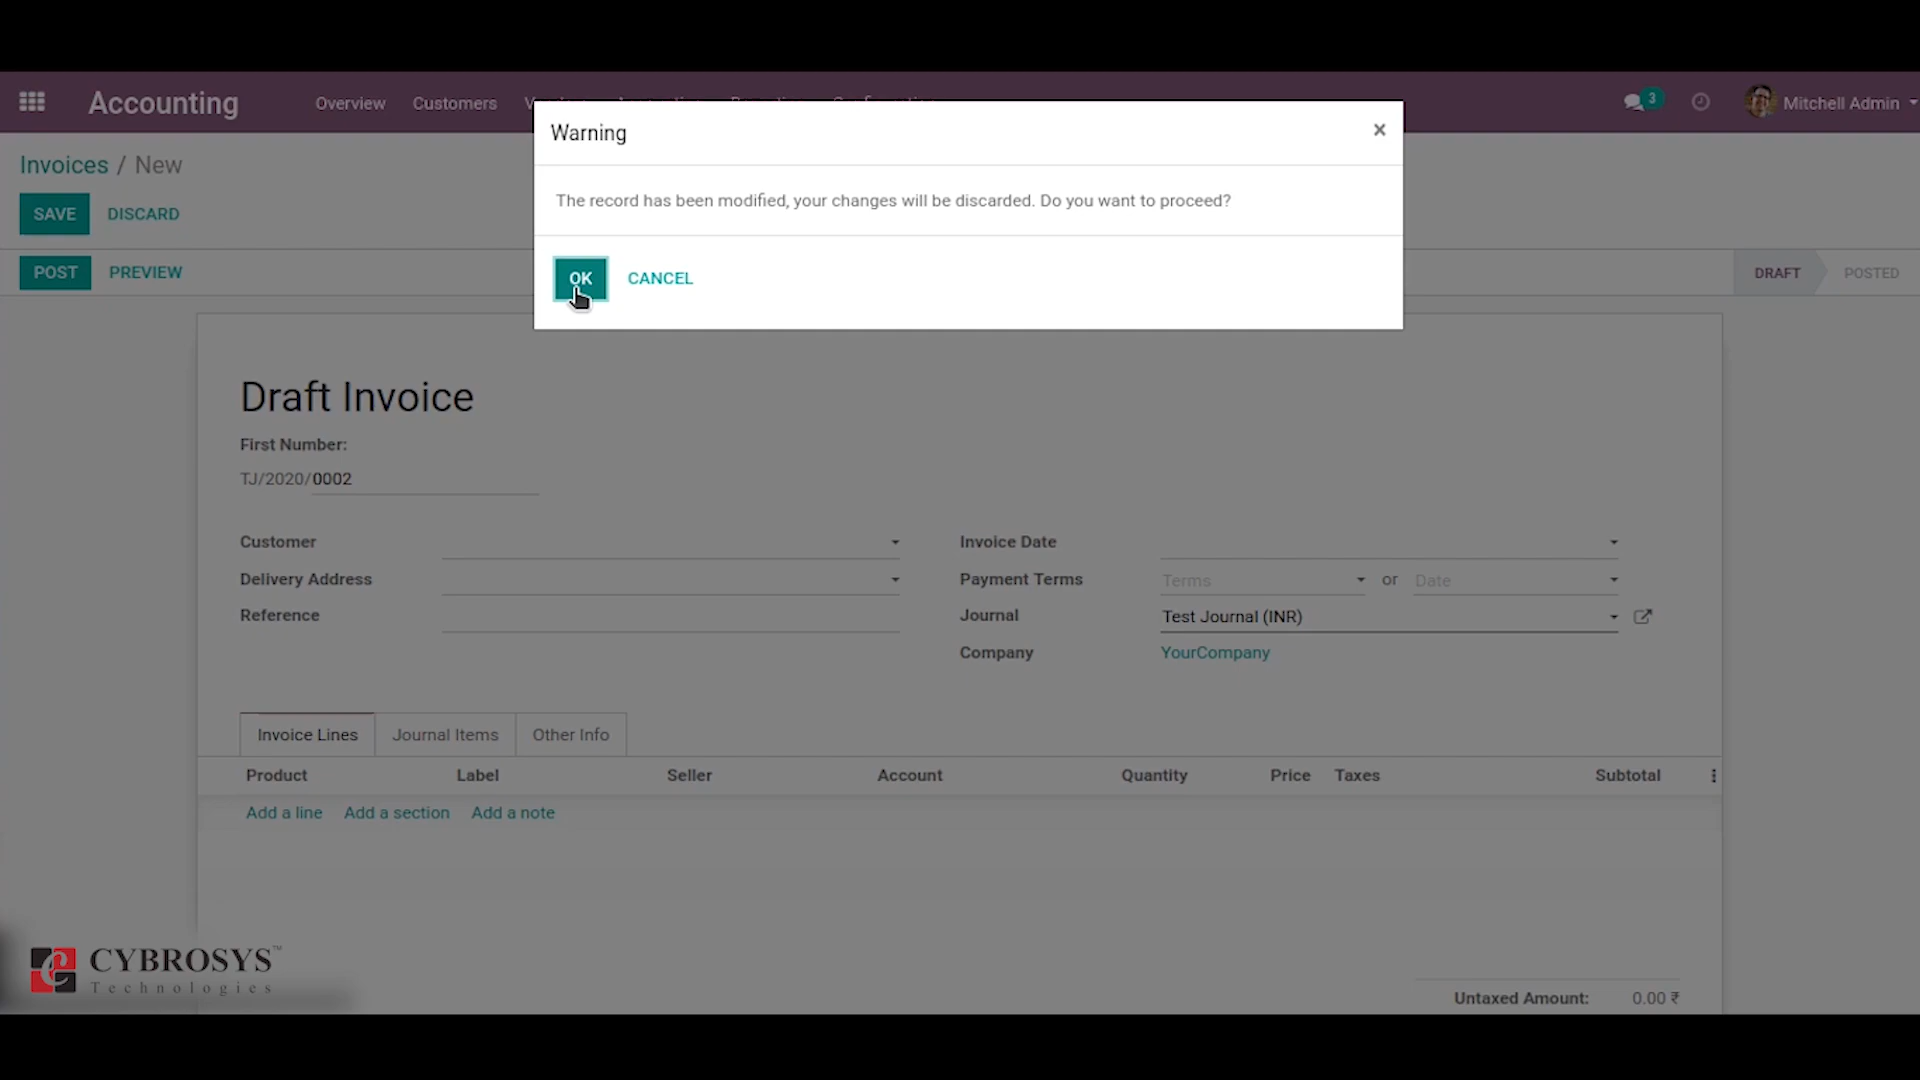 Accounting
Overview Customers
3
Mitchell Admin
Warning
×
Invoices / New
The record has been modified, your changes will be discarded. Do you want to proceed?
SAVE DISCARD
OK CANCEL
POST PREVIEW
DRAFT POSTED
Draft Invoice
First Number:
TJ/2020/0002
Customer
Invoice Date
Delivery Address
Payment Terms Terms or Date
Reference
Journal Test Journal (INR)
Company YourCompany
Invoice Lines Journal Items Other Info
Product Label Seller Account Quantity Price Taxes Subtotal
Add a line Add a section Add a note
CYBROSYS™
Technologies
Untaxed Amount: 0.00 ₹